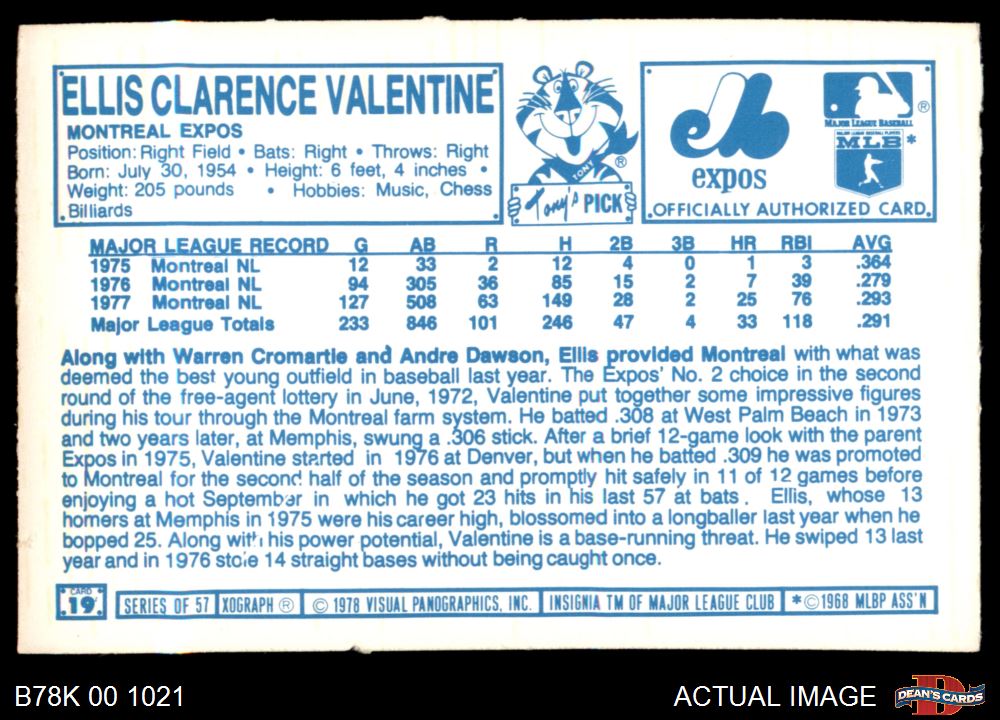 ELLIS CLARENCE VALENTINE
MONTREAL EXPOS
Position: Right Field • Bats: Right • Throws: Right
Born: July 30, 1954 • Height: 6 feet, 4 inches •
Weight: 205 pounds • Hobbies: Music, Chess
Billiards
TONY
®
Tony's PICK
expos
®
MAJOR LEAGUE BASEBALL
MAJOR LEAGUE BASEBALL PLAYERS
MLB *
OFFICIALLY AUTHORIZED CARD
MAJOR LEAGUE RECORD G AB R H 2B 3B HR RBI AVG
1975 Montreal NL 12 33 2 12 4 0 1 3 .364
1976 Montreal NL 94 305 36 85 15 2 7 39 .279
1977 Montreal NL 127 508 63 149 28 2 25 76 .293
Major League Totals 233 846 101 246 47 4 33 118 .291
Along with Warren Cromartie and Andre Dawson, Ellis provided Montreal with what was
deemed the best young outfield in baseball last year. The Expos' No. 2 choice in the second
round of the free-agent lottery in June, 1972, Valentine put together some impressive figures
during his tour through the Montreal farm system. He batted .308 at West Palm Beach in 1973
and two years later, at Memphis, swung a .306 stick. After a brief 12-game look with the parent
Expos in 1975, Valentine started in 1976 at Denver, but when he batted .309 he was promoted
to Montreal for the second half of the season and promptly hit safely in 11 of 12 games before
enjoying a hot September in which he got 23 hits in his last 57 at bats. Ellis, whose 13
homers at Memphis in 1975 were his career high, blossomed into a longballer last year when he
bopped 25. Along with his power potential, Valentine is a base-running threat. He swiped 13 last
year and in 1976 stole 14 straight bases without being caught once.
CARD
19
SERIES OF 57 XOGRAPH ® © 1978 VISUAL PANOGRAPHICS, INC. INSIGNIA TM OF MAJOR LEAGUE CLUB *©1968 MLBP ASS'N
B78K 00 1021
ACTUAL IMAGE
D
DEAN'S CARDS